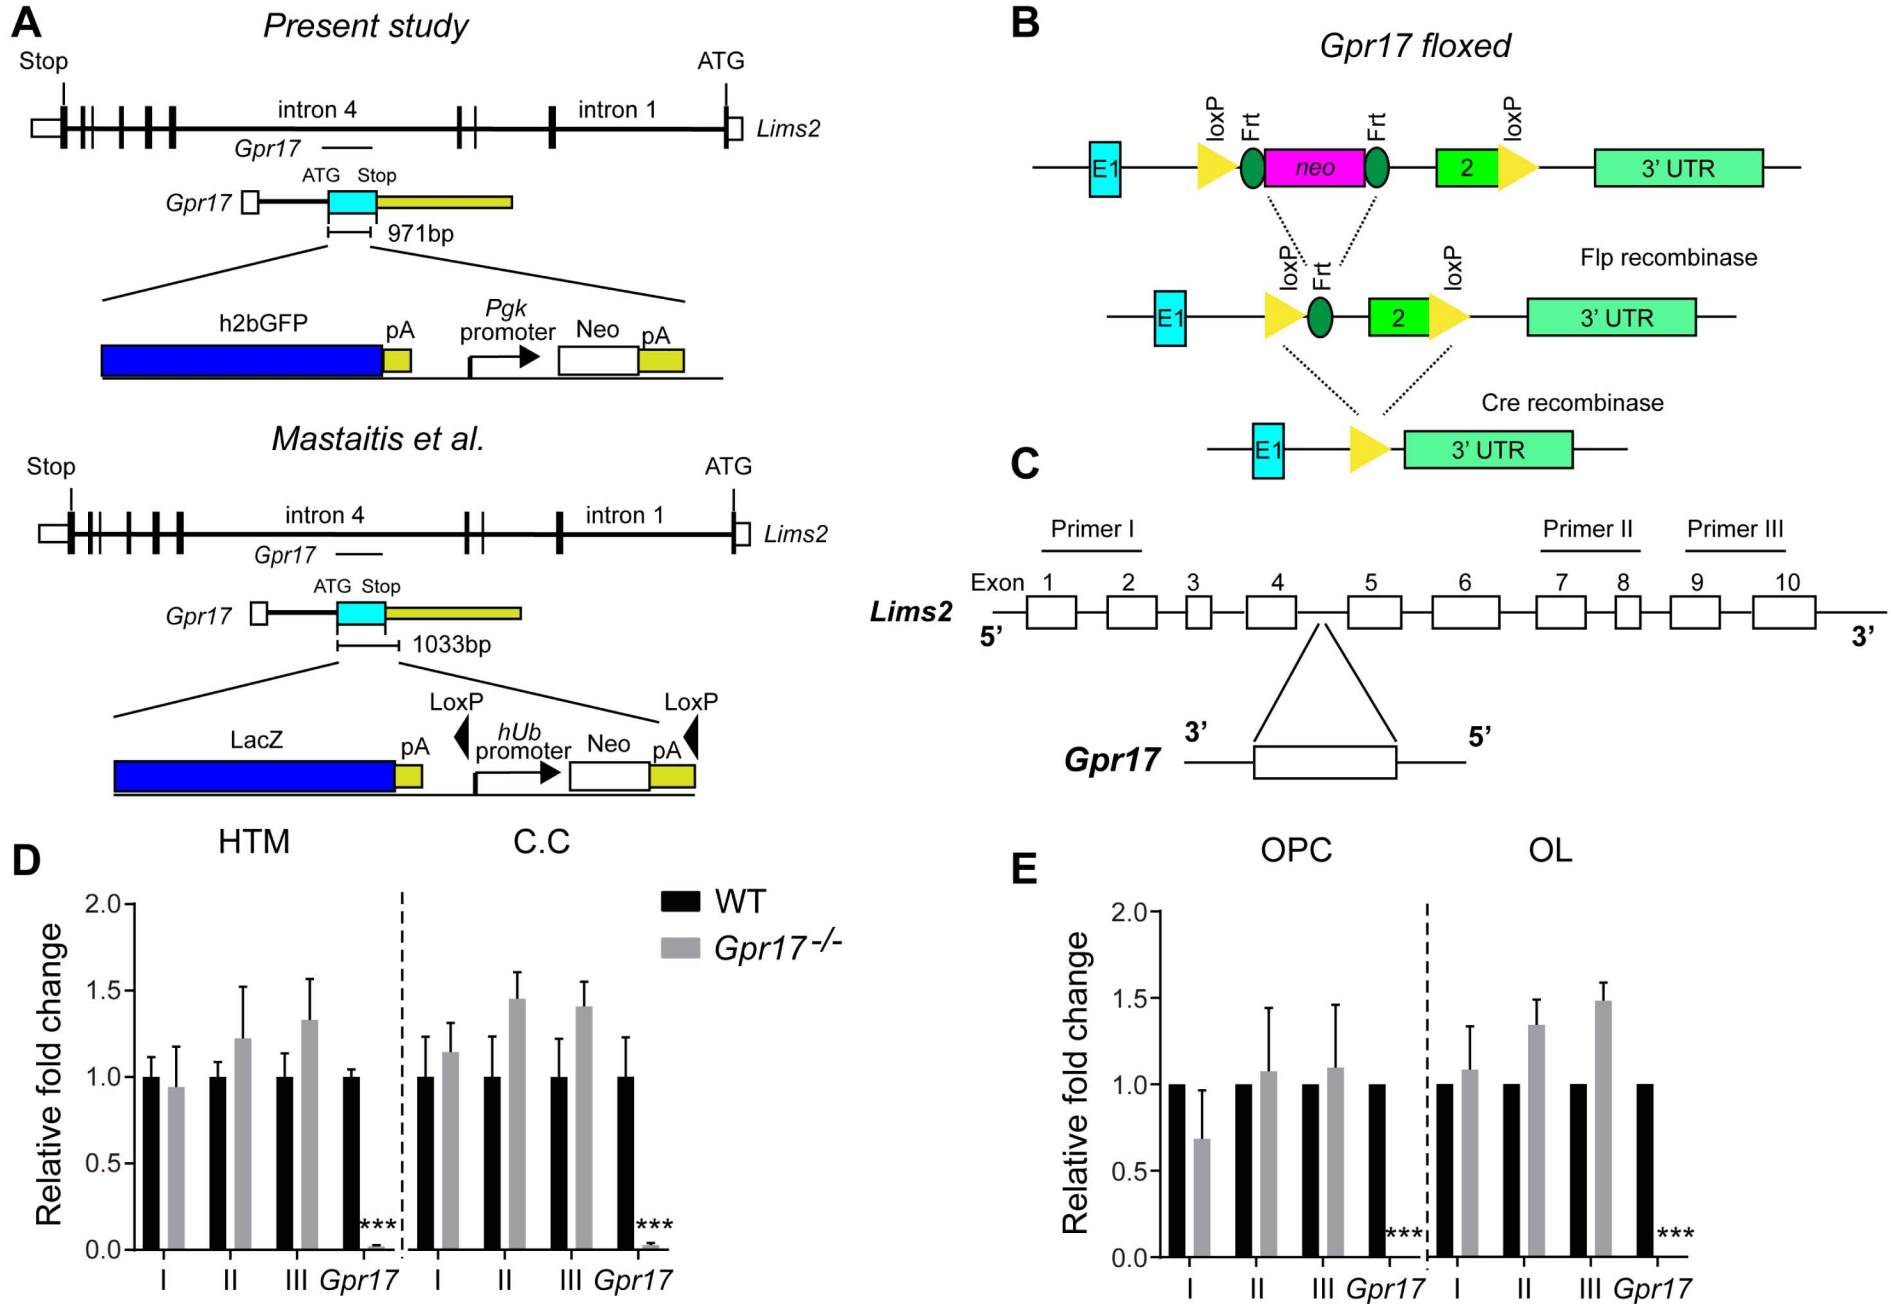 A
Present study
Stop
ATG
intron 4
intron 1
Lims2
Gpr17
ATG Stop
Gpr17
971bp
h2bGFP
pA
Pgk
promoter
Neo
pA
Mastaitis et al.
Stop
ATG
intron 4
intron 1
Lims2
Gpr17
ATG Stop
Gpr17
1033bp
LoxP
LoxP
LacZ
pA
hUb
promoter
Neo
pA
B
Gpr17 floxed
loxP
Frt
Frt
loxP
E1
neo
2
3’ UTR
Flp recombinase
loxP
Frt
loxP
E1
2
3’ UTR
Cre recombinase
E1
3’ UTR
C
Primer I
Primer II
Primer III
Exon 1 2 3 4 5 6 7 8 9 10
Lims2
5’
3’
3’
5’
Gpr17
D
HTM
C.C
WT
Gpr17 -/-
Relative fold change
2.0
1.5
1.0
0.5
0.0
***
***
I II III Gpr17 I II III Gpr17
E
OPC
OL
Relative fold change
2.0
1.5
1.0
0.5
0.0
***
***
I II III Gpr17 I II III Gpr17